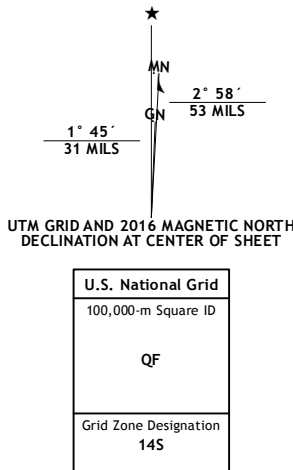 ★
MN
GN
2° 58´
53 MILS
1° 45´
31 MILS
UTM GRID AND 2016 MAGNETIC NORTH
DECLINATION AT CENTER OF SHEET
U.S. National Grid
100,000-m Square ID
QF
Grid Zone Designation
14S